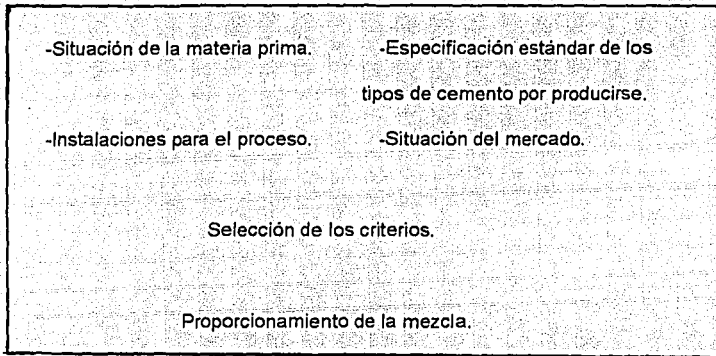 -Situación de la materia prima. -Especificación estándar de los
tipos de cemento por producirse.
-Instalaciones para el proceso. -Situación del mercado.
Selección de los criterios.
Proporcionamiento de la mezcla.